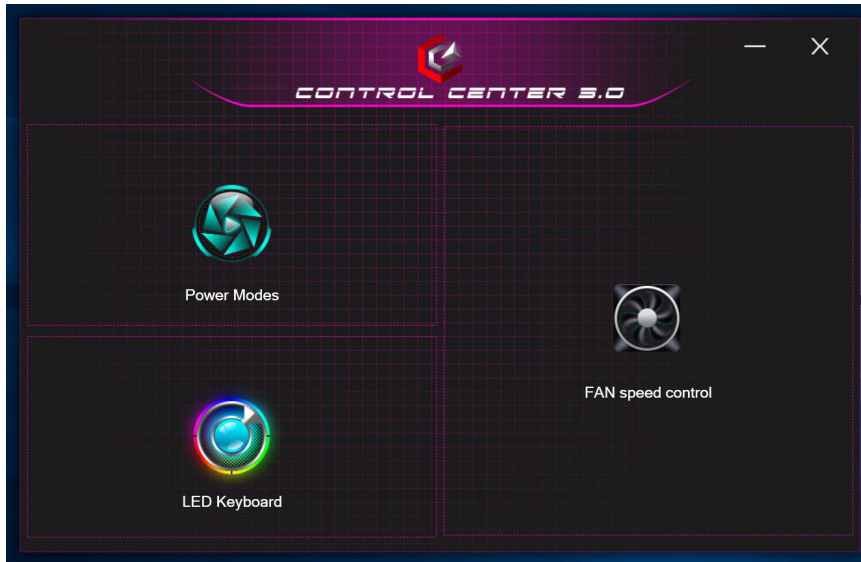 CONTROL CENTER 3.0
Power Modes
FAN speed control
LED Keyboard